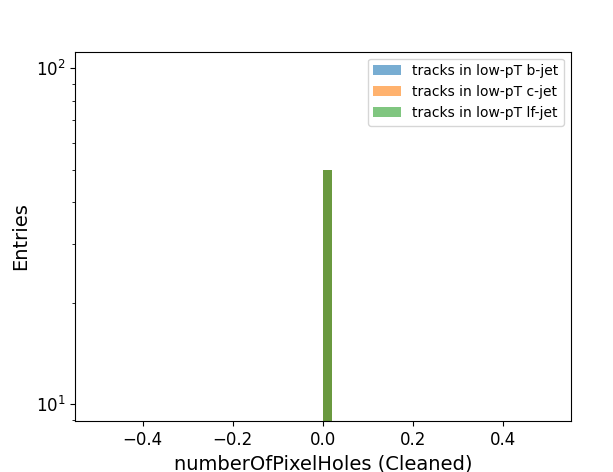 10²
tracks in low-pT b-jet
tracks in low-pT c-jet
tracks in low-pT lf-jet
Entries
10¹
−0.4 −0.2 0.0 0.2 0.4
numberOfPixelHoles (Cleaned)